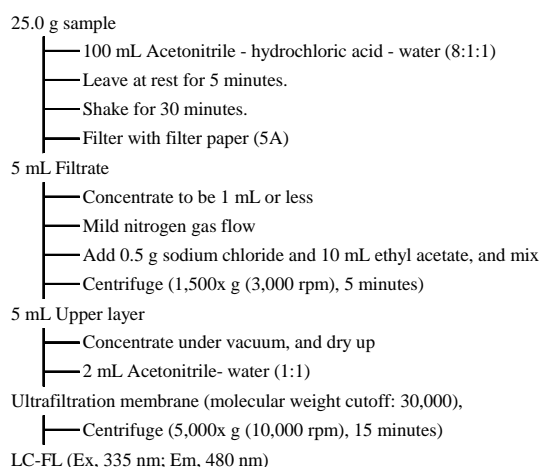 25.0 g sample
100 mL Acetonitrile - hydrochloric acid - water (8:1:1)
Leave at rest for 5 minutes.
Shake for 30 minutes.
Filter with filter paper (5A)
5 mL Filtrate
Concentrate to be 1 mL or less
Mild nitrogen gas flow
Add 0.5 g sodium chloride and 10 mL ethyl acetate, and mix
Centrifuge (1,500x g (3,000 rpm), 5 minutes)
5 mL Upper layer
Concentrate under vacuum, and dry up
2 mL Acetonitrile- water (1:1)
Ultrafiltration membrane (molecular weight cutoff: 30,000),
Centrifuge (5,000x g (10,000 rpm), 15 minutes)
LC-FL (Ex, 335 nm; Em, 480 nm)